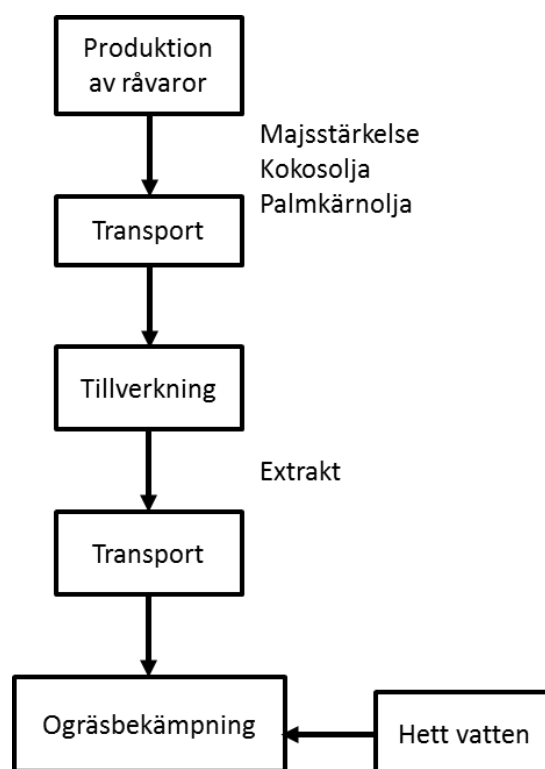 Produktion
av råvaror
Majsstärkelse
Kokosolja
Palmkärnolja
Transport
Tillverkning
Extrakt
Transport
Ogräsbekämpning
Hett vatten